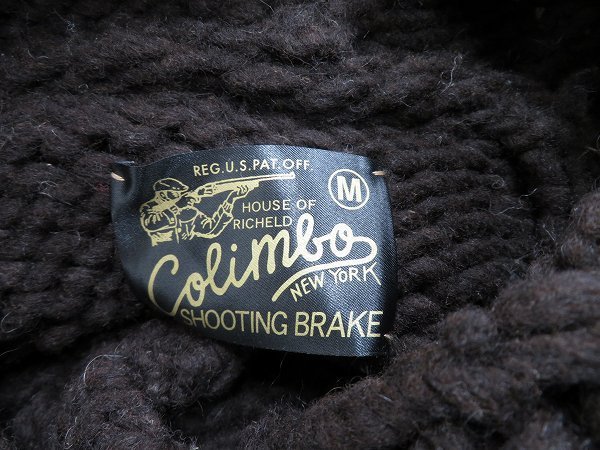 REG.U.S.PAT.OFF.
M
HOUSE OF
RICHELD
Colimbo
NEW YORK
SHOOTING BRAKE